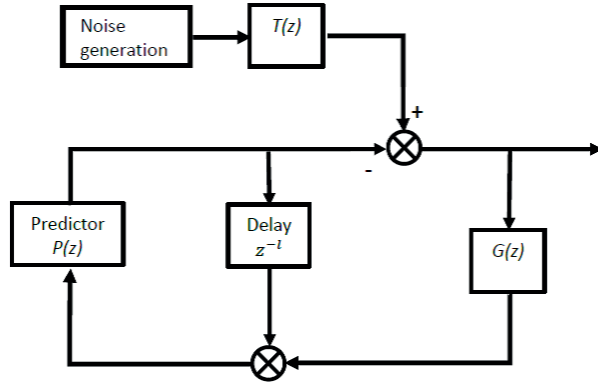 Noise
generation
T(z)
+
-
Predictor
P(z)
Delay
z^{-l}
G(z)